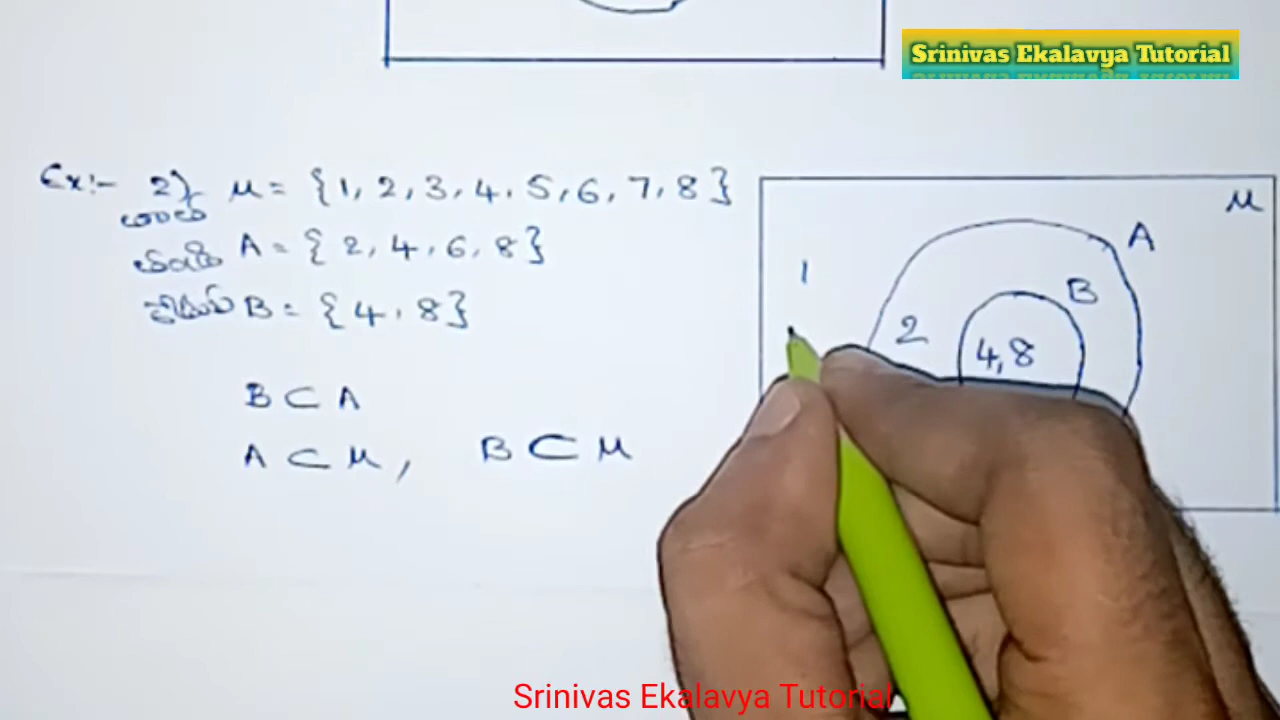 Srinivas Ekalavya Tutorial
Ex:- 2) μ = {1, 2, 3, 4, 5, 6, 7, 8}
A = {2, 4, 6, 8}
B = {4, 8}
B ⊂ A
A ⊂ μ, B ⊂ μ
μ
A
B
1
2
4,8
Srinivas Ekalavya Tutorial